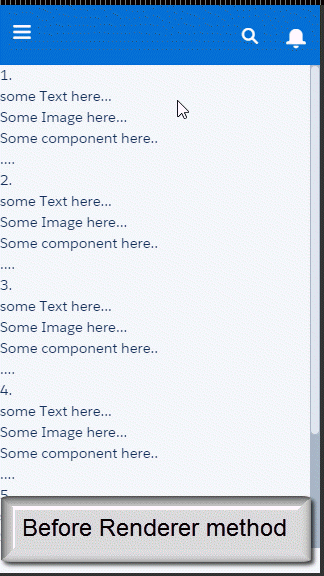 1.
some Text here...
Some Image here...
Some component here..
....
2.
some Text here...
Some Image here...
Some component here..
....
3.
some Text here...
Some Image here...
Some component here..
....
4.
some Text here...
Some Image here...
Some component here..
....
5
Before Renderer method